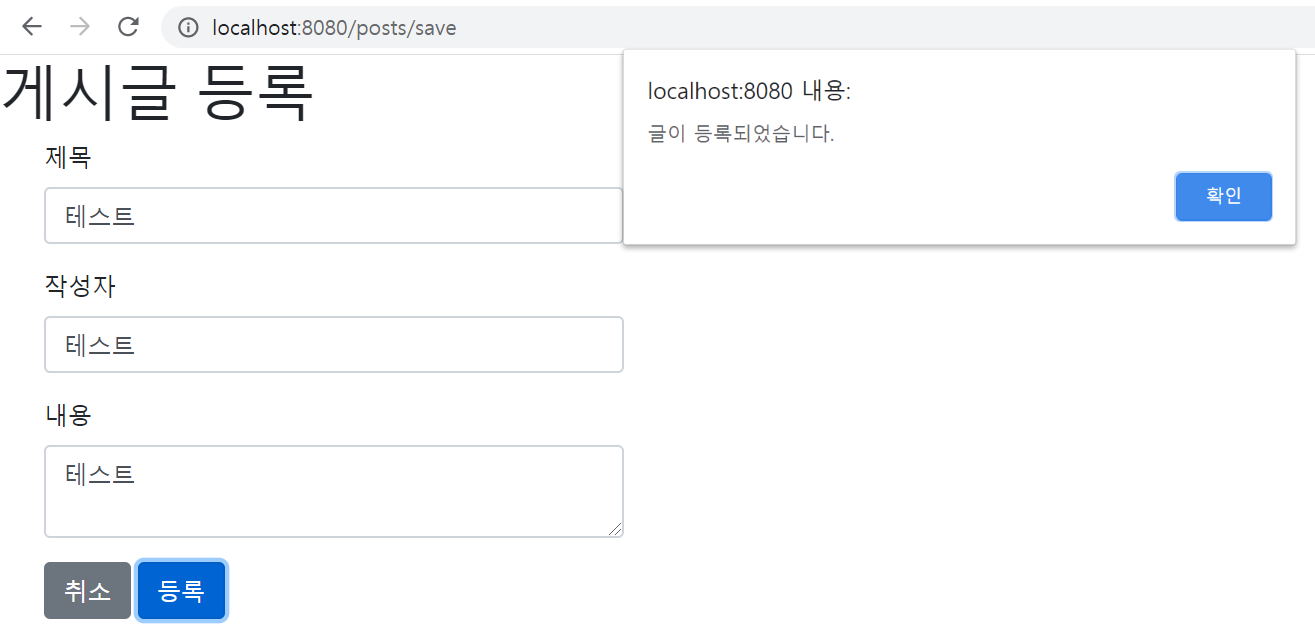 localhost:8080/posts/save
게시글 등록
localhost:8080 내용:
글이 등록되었습니다.
확인
제목
테스트
작성자
테스트
내용
테스트
취소 등록